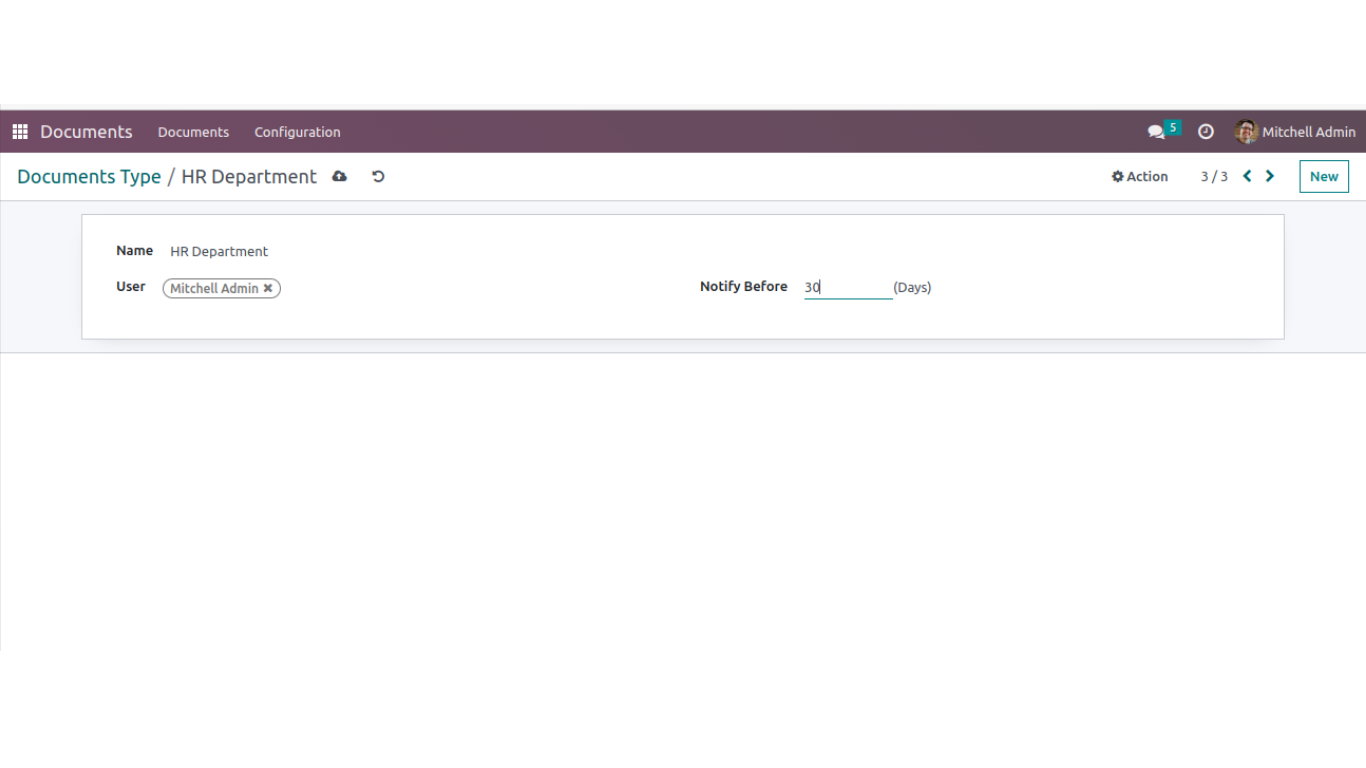 Documents Documents Configuration 5 Mitchell Admin
Documents Type / HR Department Action 3 / 3 New
Name HR Department
User Mitchell Admin Notify Before 30 (Days)